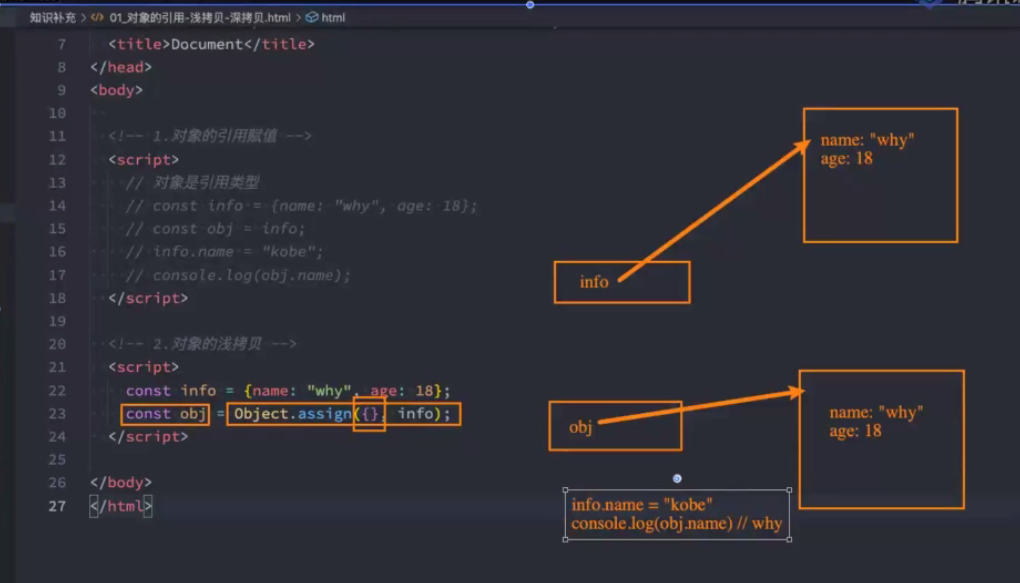 知识补充 > 01_对象的引用-浅拷贝-深拷贝.html > html
7 <title>Document</title>
8 </head>
9 <body>
10
11 <!-- 1.对象的引用赋值 -->
12 <script>
13 // 对象是引用类型
14 // const info = {name: "why", age: 18};
15 // const obj = info;
16 // info.name = "kobe";
17 // console.log(obj.name);
18 </script>
19
20 <!-- 2.对象的浅拷贝 -->
21 <script>
22 const info = {name: "why", age: 18};
23 const obj = Object.assign({}, info);
24 </script>
25
26 </body>
27 </html>
name: "why"
age: 18
info
name: "why"
age: 18
obj
info.name = "kobe"
console.log(obj.name) // why